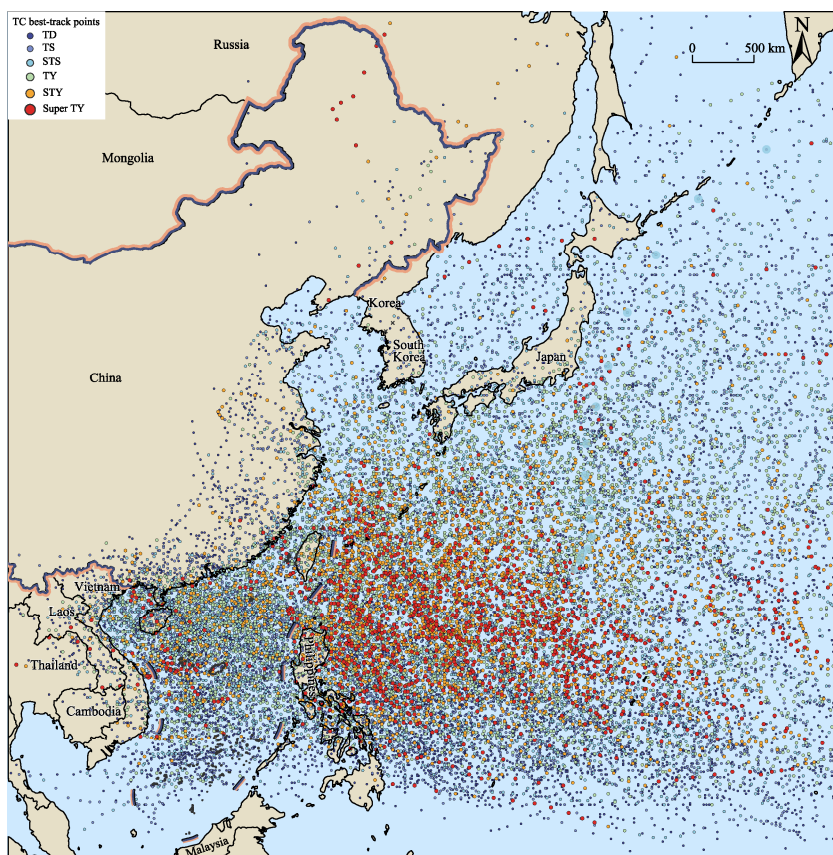 TC best-track points
TD
TS
STS
TY
STY
Super TY
Russia
N
0 500 km
Mongolia
Korea
South
Korea
Japan
China
Vietnam
Laos
Thailand
Philippines
Cambodia
Malaysia